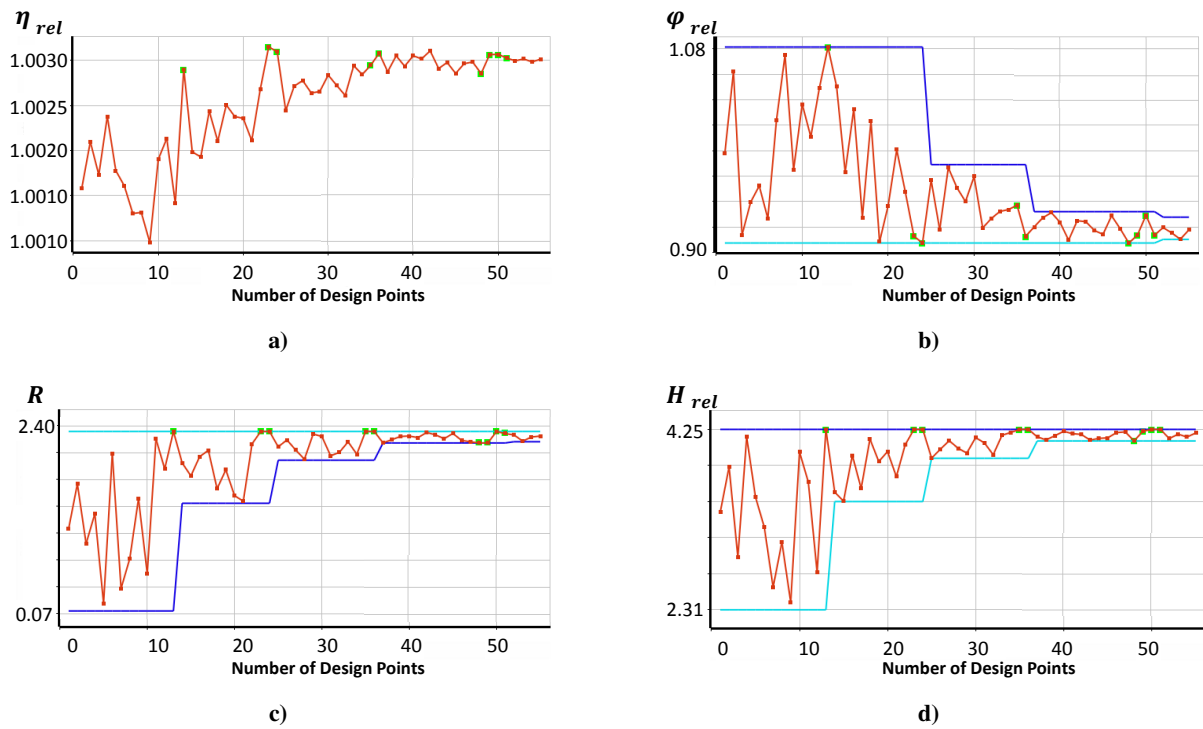 η rel
1.0030
1.0025
1.0020
1.0010
1.0010
0 10 20 30 40 50
Number of Design Points
a)
φ rel
1.08
0.90
0 10 20 30 40 50
Number of Design Points
b)
R
2.40
0.07
0 10 20 30 40 50
Number of Design Points
c)
H rel
4.25
2.31
0 10 20 30 40 50
Number of Design Points
d)